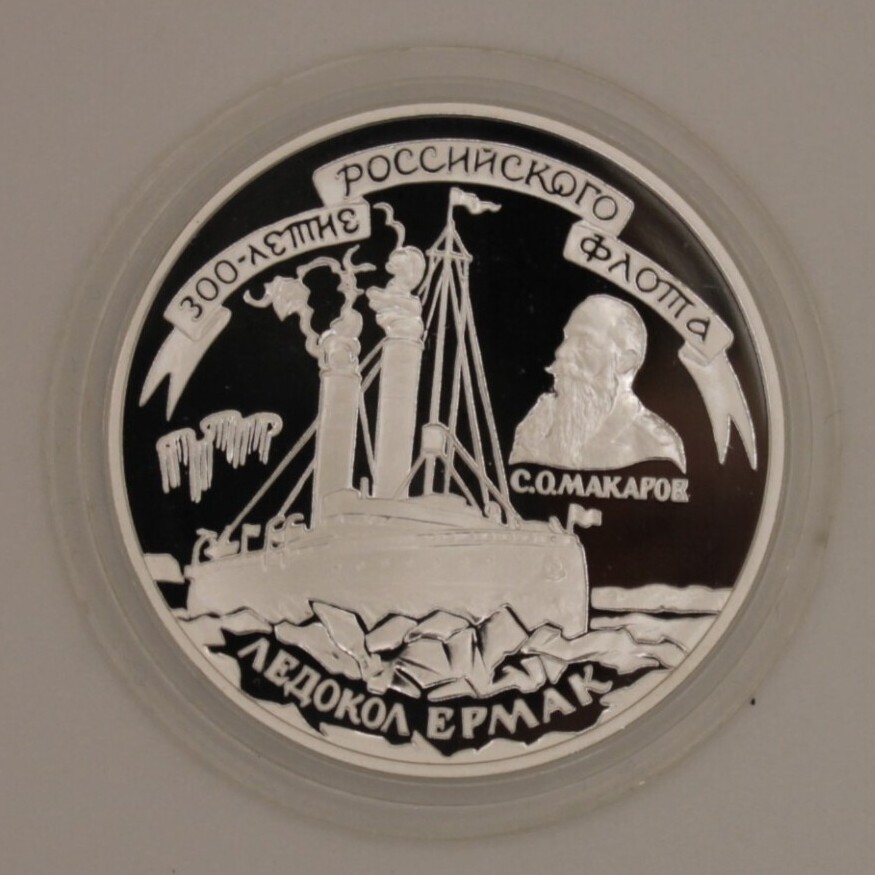 300-ЛЕТИЕ
РОССИЙСКОГО
ФЛОТА
С.О.МАКАРОВ
ЛЕДОКОЛ ЕРМАК